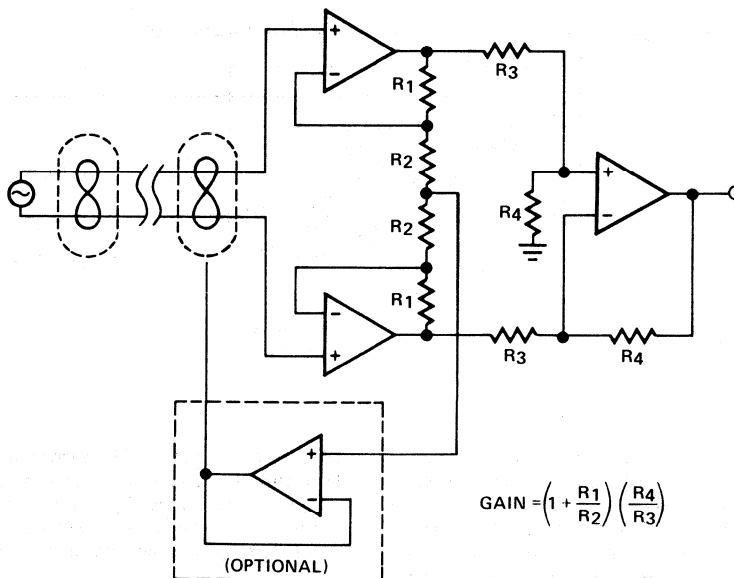 +
−
R1
R3
R2
R4
+
−
R2
−
+
R1
R3
R4
+
−
GAIN = (1 + R1/R2) (R4/R3)
(OPTIONAL)